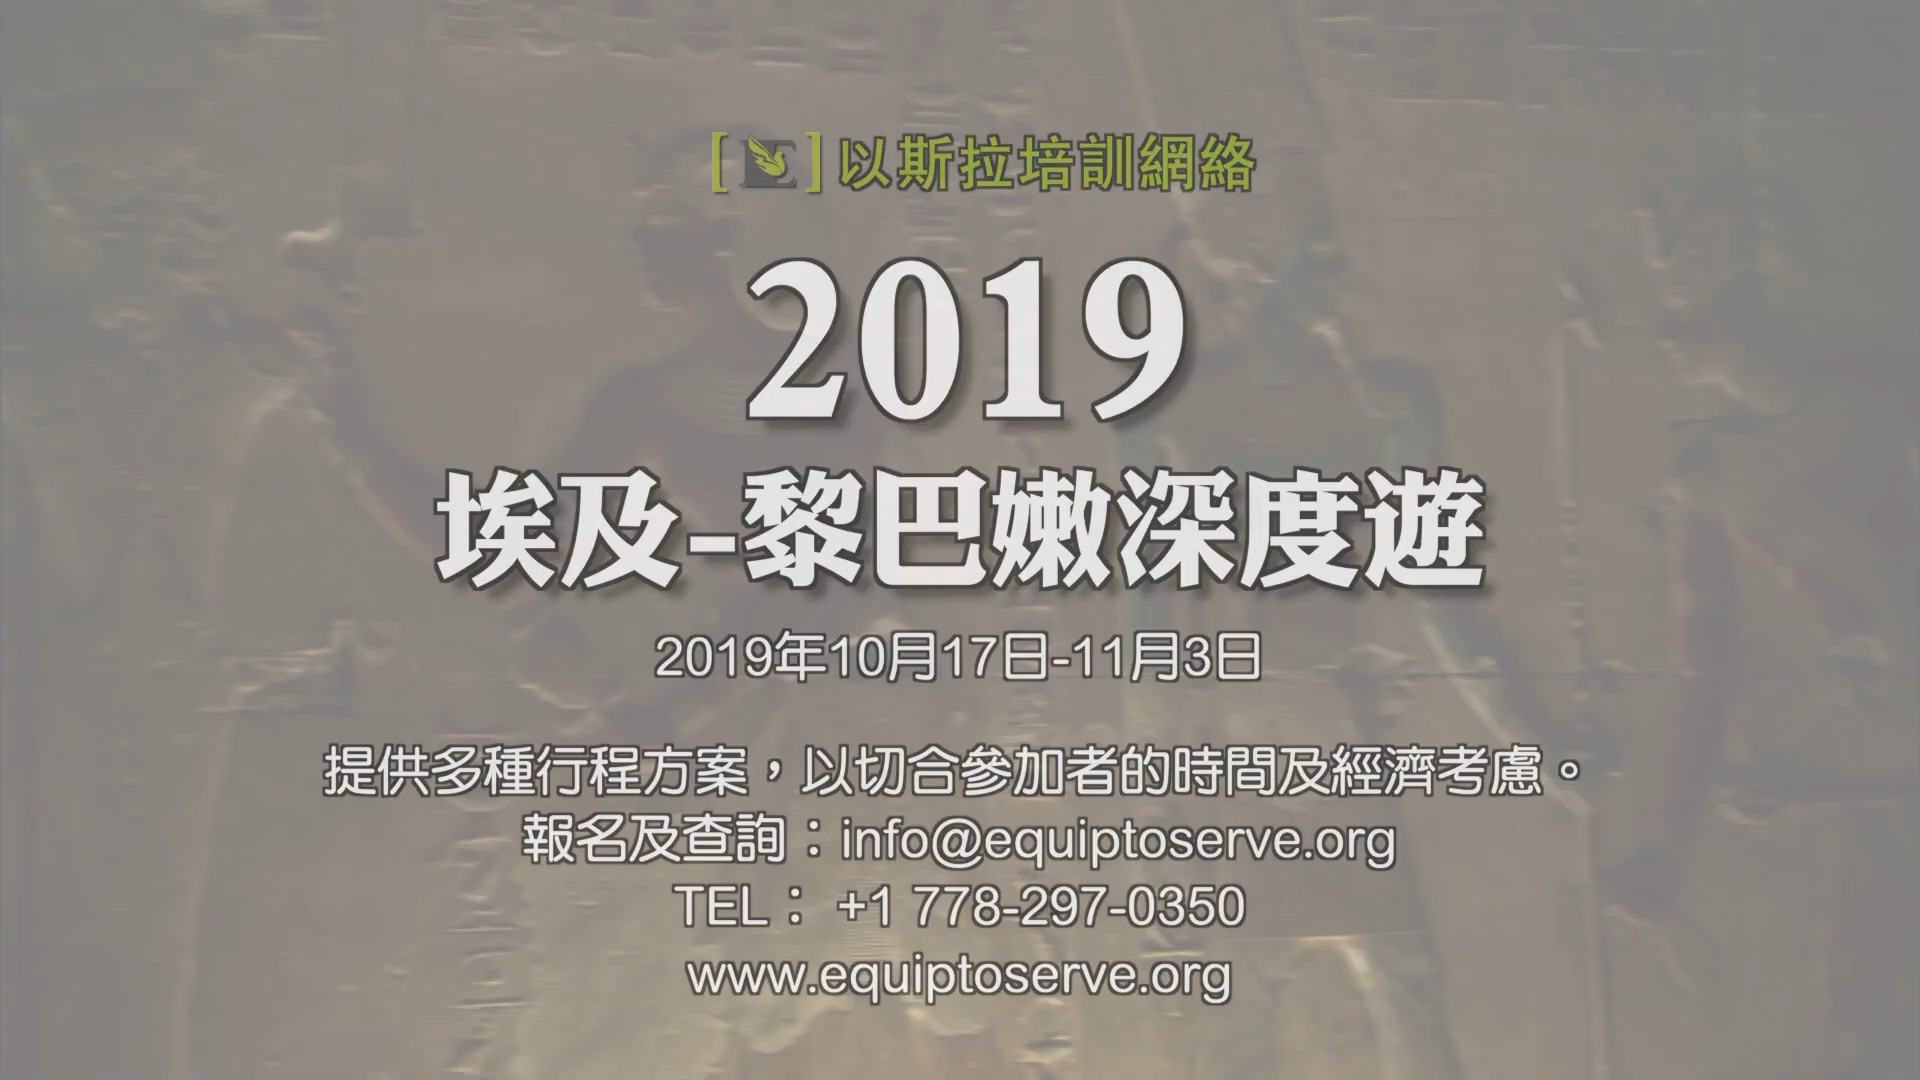 [E]以斯拉培訓網絡
2019
埃及-黎巴嫩深度遊
2019年10月17日-11月3日
提供多種行程方案，以切合參加者的時間及經濟考慮。
報名及查詢：info@equiptoserve.org
TEL： +1 778-297-0350
www.equiptoserve.org